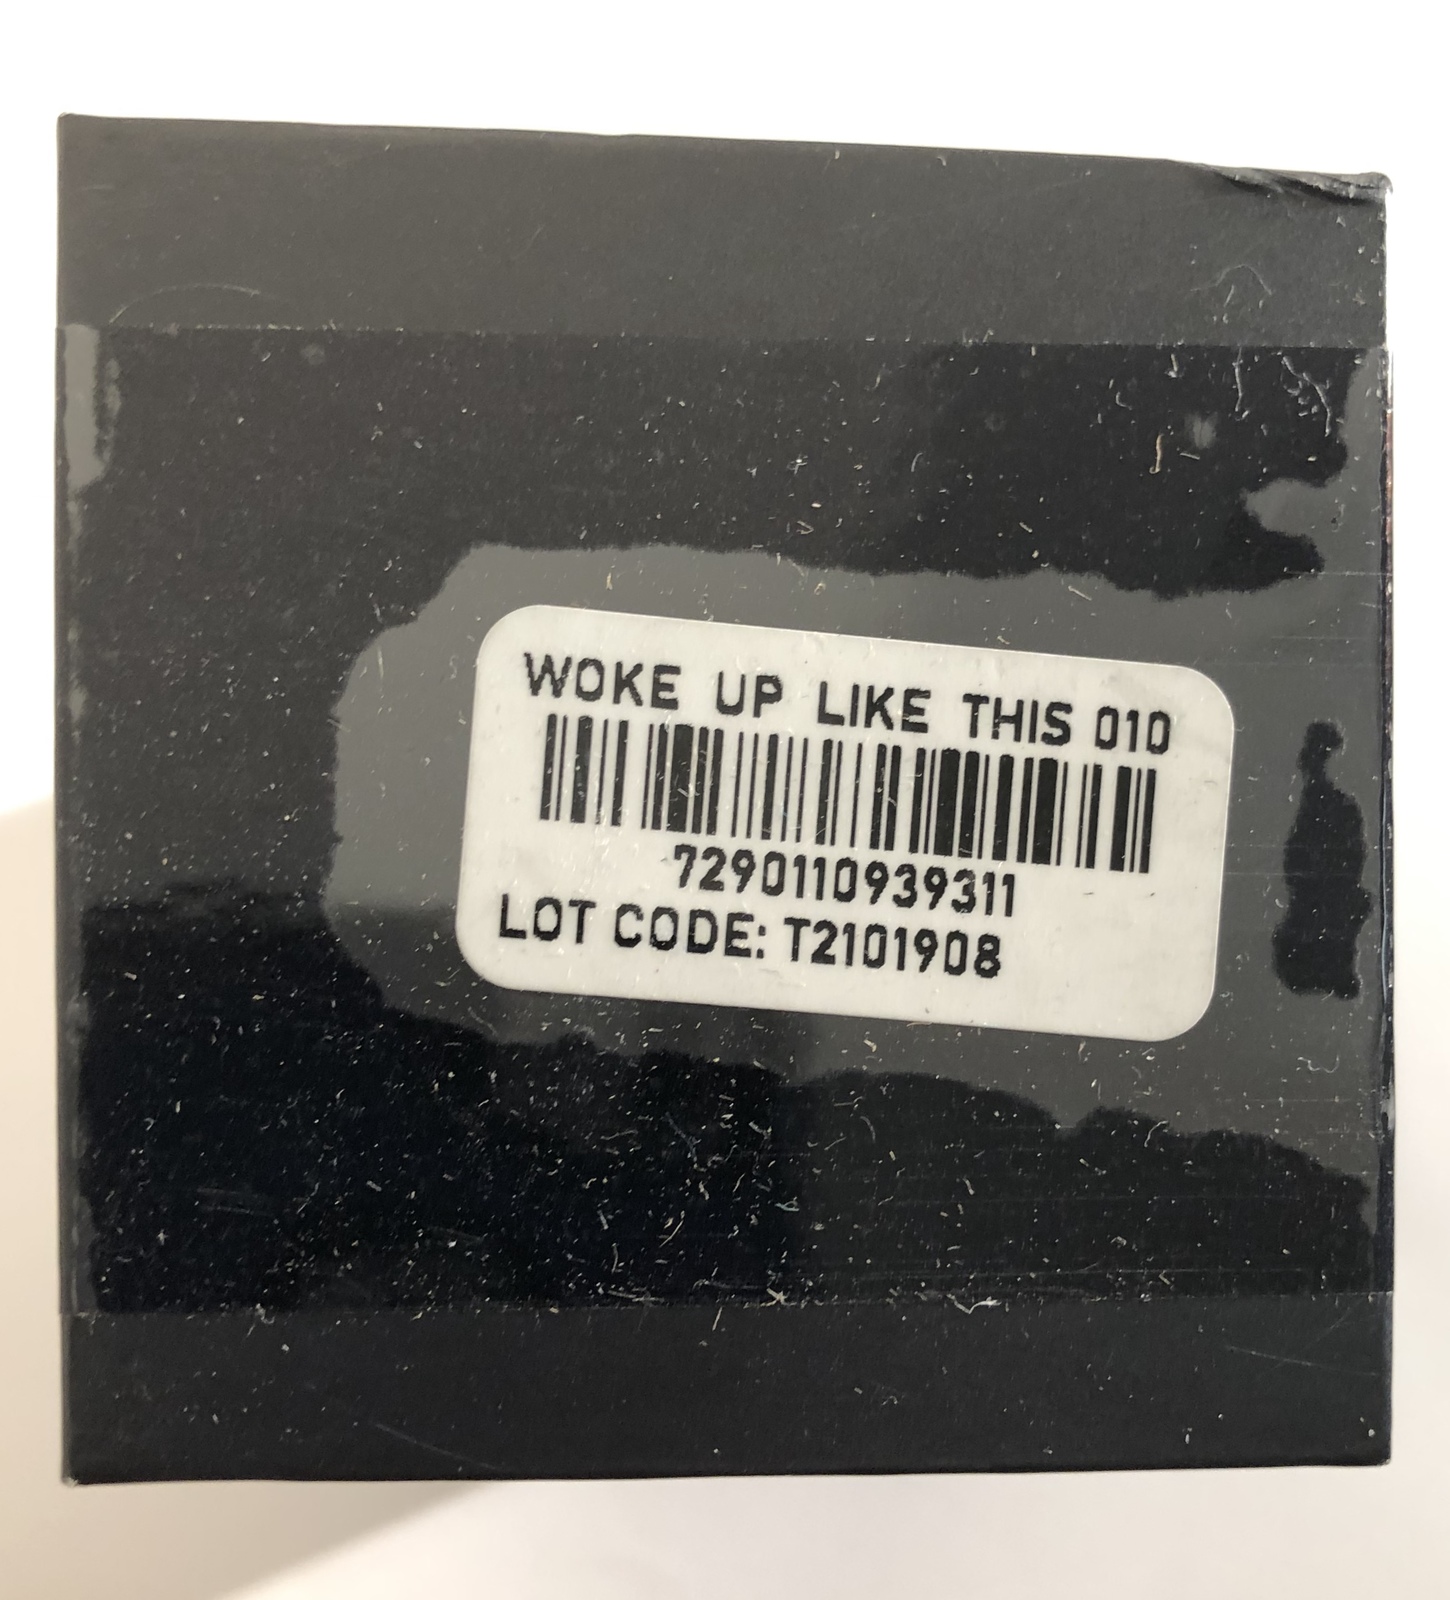 WOKE UP LIKE THIS 010
7290110939311
LOT CODE: T2101908